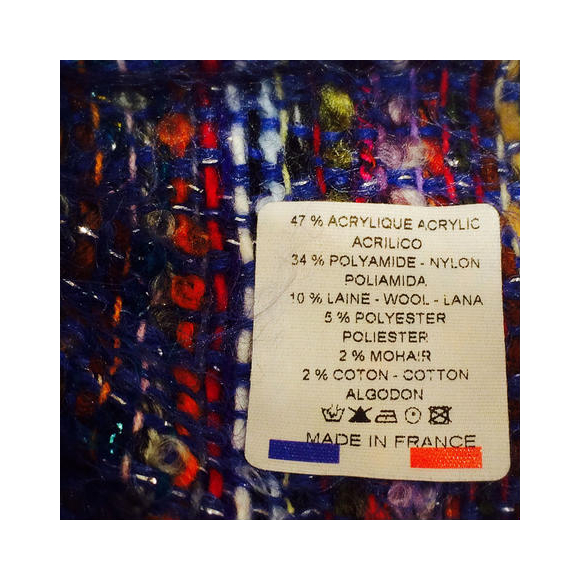 47 % ACRYLIQUE ACRYLIC
ACRILICO
34 % POLYAMIDE - NYLON
POLIAMIDA
10 % LAINE - WOOL - LANA
5 % POLYESTER
POLIESTER
2 % MOHAIR
2 % COTON - COTTON
ALGODON
MADE IN FRANCE